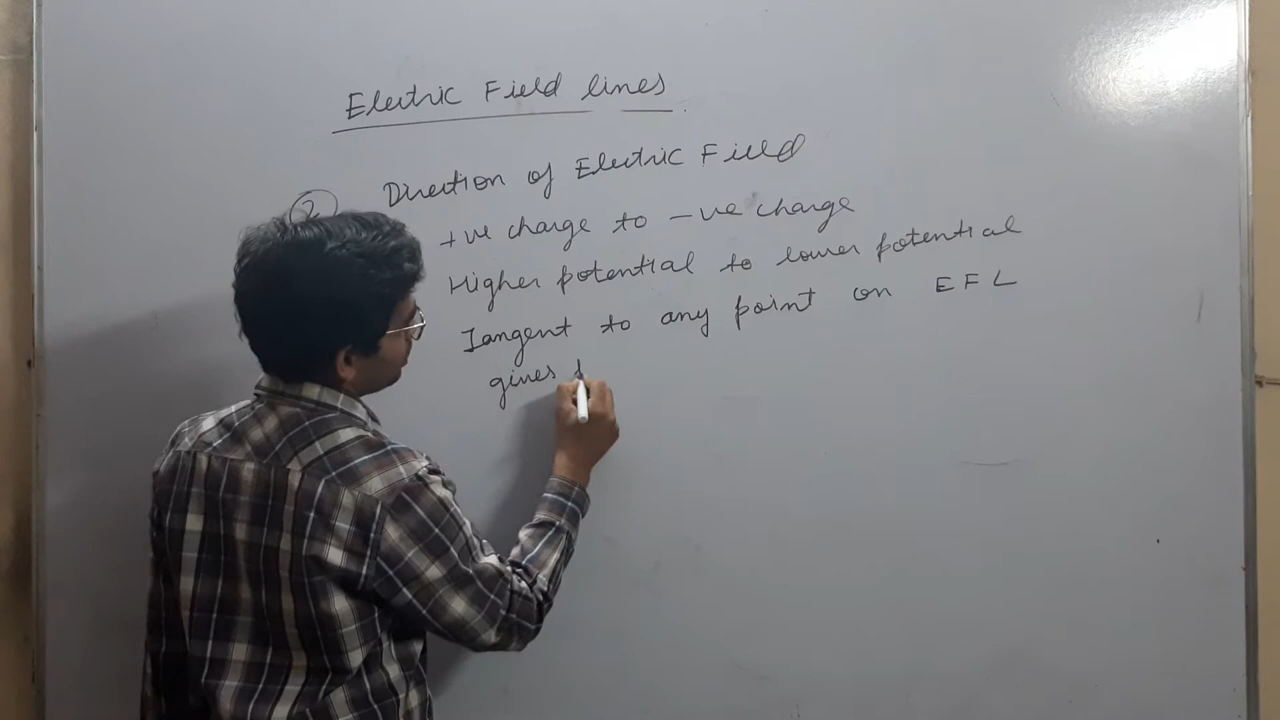 Electric Field lines
② Direction of Electric Field
+ve charge to -ve charge
Higher potential to lower potential
Tangent to any point on EFL
gives